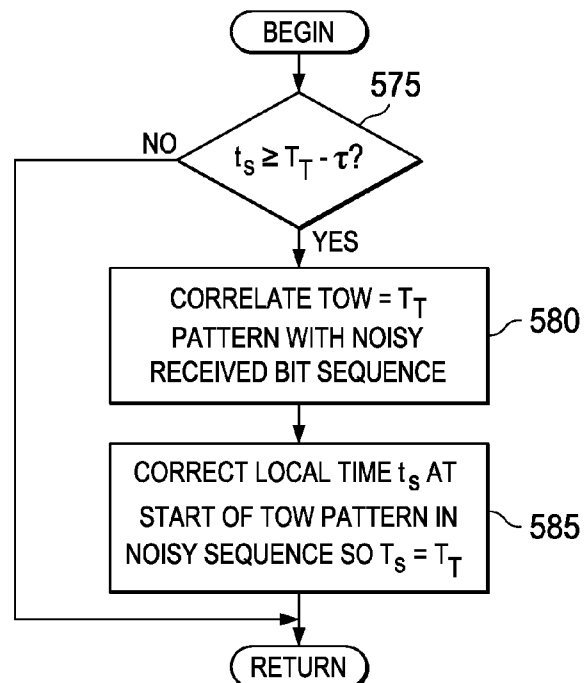 BEGIN
575
NO
t_s ≥ T_T - τ?
YES
CORRELATE TOW = T_T
PATTERN WITH NOISY
RECEIVED BIT SEQUENCE
580
CORRECT LOCAL TIME t_s AT
START OF TOW PATTERN IN
NOISY SEQUENCE SO T_s = T_T
585
RETURN